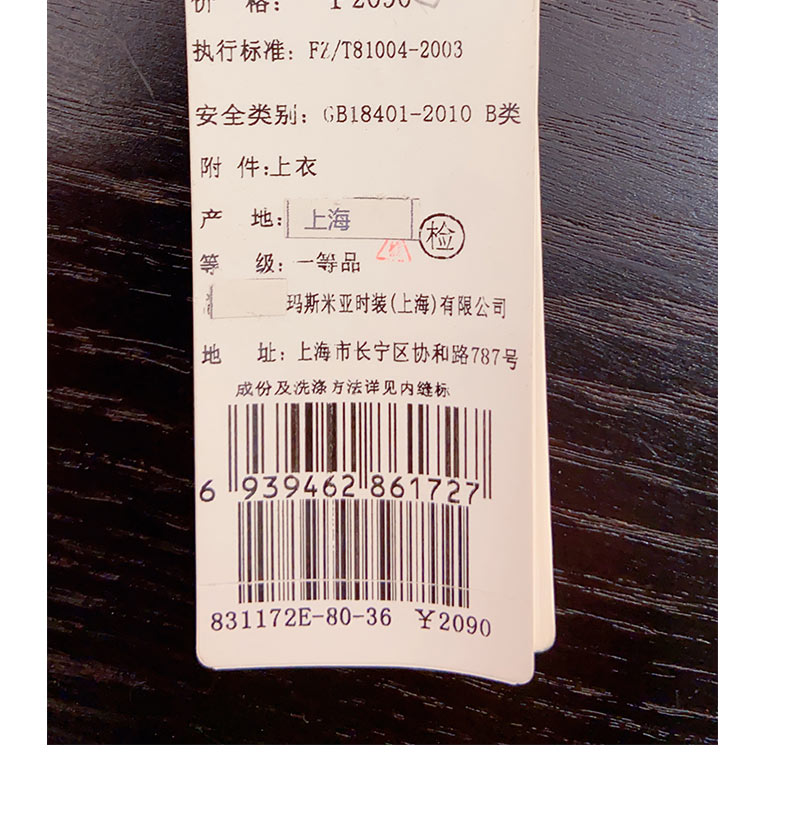 价 格: ¥2090
执行标准: FZ/T81004-2003
安全类别: GB18401-2010 B类
附 件:上衣
产 地: 上海
检
等 级: 一等品
玛斯米亚时装(上海)有限公司
地 址: 上海市长宁区协和路787号
成份及洗涤方法详见内缝标
6 939462 861727
831172E-80-36 ¥2090